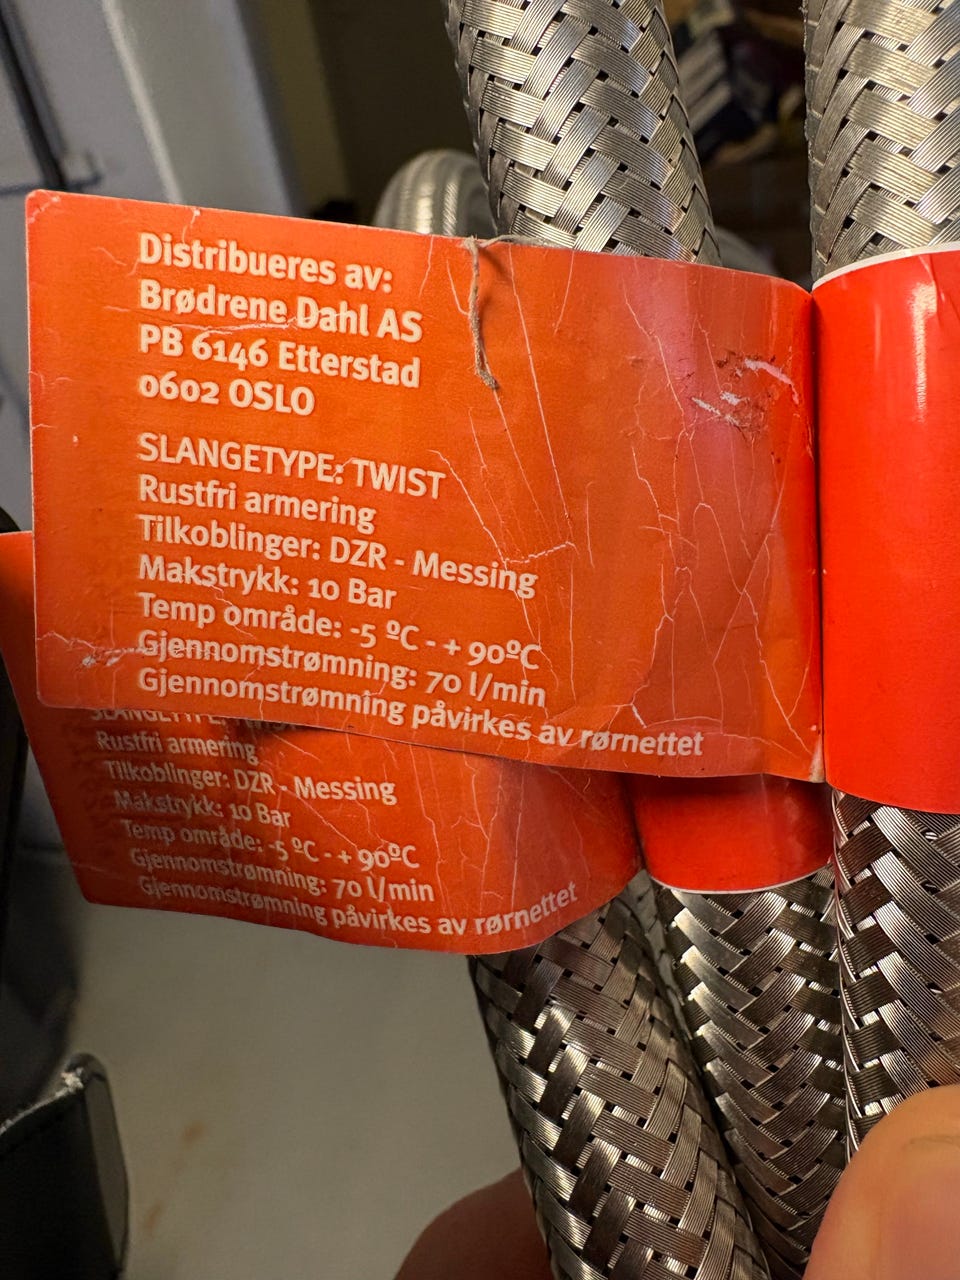 Distribueres av:
Brødrene Dahl AS
PB 6146 Etterstad
0602 OSLO
SLANGETYPE: TWIST
Rustfri armering
Tilkoblinger: DZR - Messing
Makstrykk: 10 Bar
Temp område: -5 ºC - + 90ºC
Gjennomstrømning: 70 l/min
Gjennomstrømning påvirkes av rørnettet
SLANGETYPE:
Rustfri armering
Tilkoblinger: DZR - Messing
Makstrykk: 10 Bar
Temp område: -5 ºC - + 90ºC
Gjennomstrømning: 70 l/min
Gjennomstrømning påvirkes av rørnettet